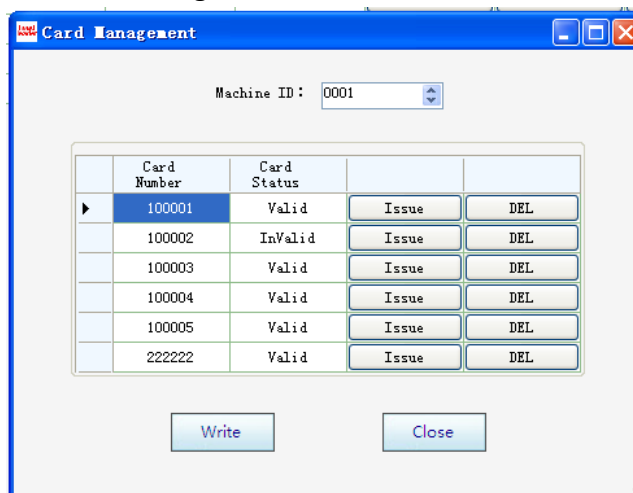 Card Management
Machine ID: 0001
Card Number Card Status
100001 Valid Issue DEL
100002 InValid Issue DEL
100003 Valid Issue DEL
100004 Valid Issue DEL
100005 Valid Issue DEL
222222 Valid Issue DEL
Write Close